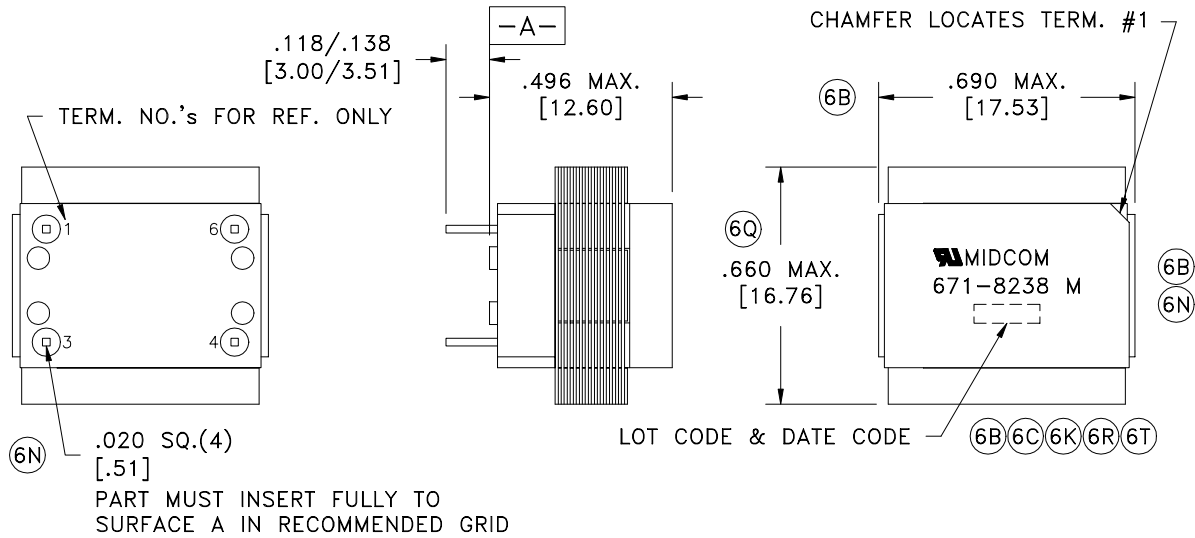 -A-
CHAMFER LOCATES TERM. #1
.118/.138
[3.00/3.51]
.496 MAX.
[12.60]
6B
.690 MAX.
[17.53]
TERM. NO.'s FOR REF. ONLY
1
6
3
4
6Q
.660 MAX.
[16.76]
MIDCOM
671-8238 M
6B
6N
LOT CODE & DATE CODE
6B 6C 6K 6R 6T
6N
.020 SQ.(4)
[.51]
PART MUST INSERT FULLY TO
SURFACE A IN RECOMMENDED GRID